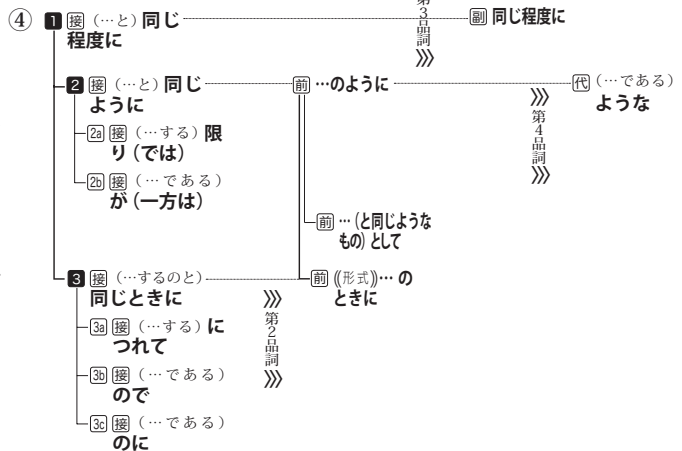 ④ 1 接 (…と) 同じ程度に 副 同じ程度に
第3品詞 》》
2 接 (…と) 同じように 前 …のように 代 (…である) ような
》》 第4品詞 》》
2a 接 (…する) 限り (では)
2b 接 (…である) が (一方は)
前 … (と同じようなもの) として
3 接 (…するのと) 同じときに 前 《形式》… のときに
》》 第2品詞 》》
3a 接 (…する) につれて
3b 接 (…である) ので
3c 接 (…である) のに